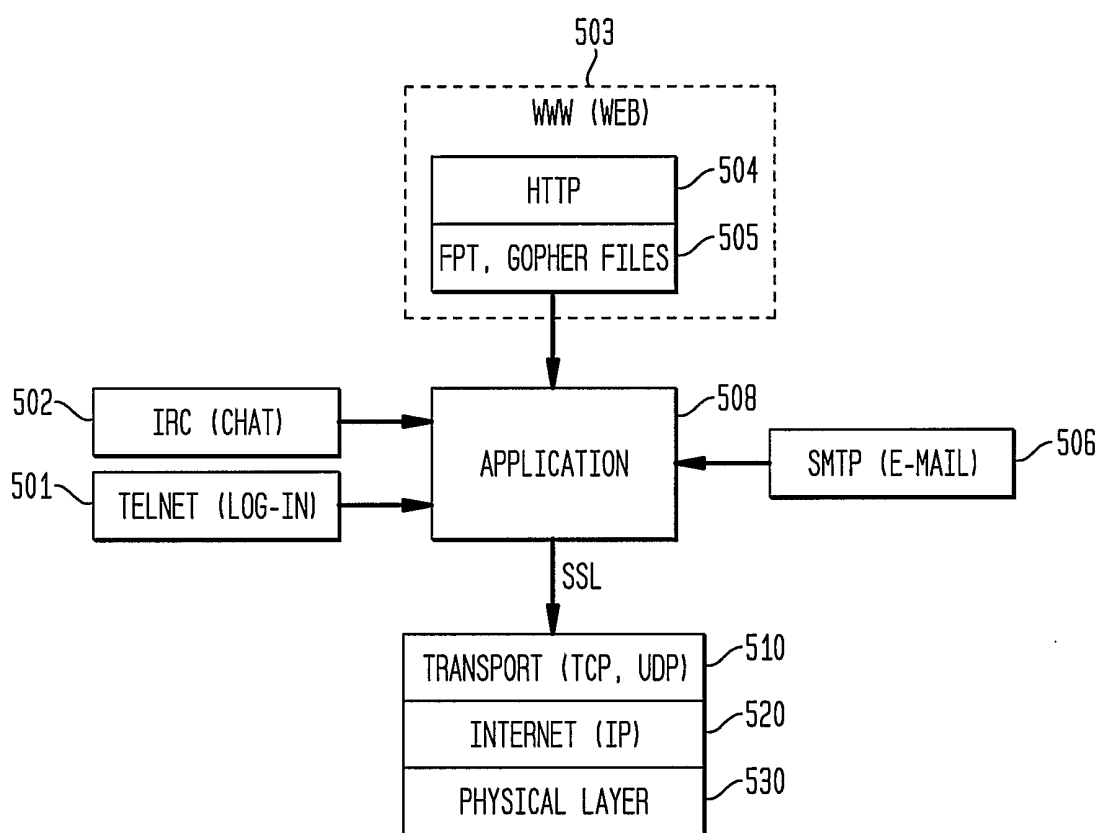 503
WWW (WEB)
HTTP
504
FPT, GOPHER FILES
505
502
IRC (CHAT)
508
APPLICATION
SMTP (E-MAIL)
506
501
TELNET (LOG-IN)
SSL
TRANSPORT (TCP, UDP)
510
INTERNET (IP)
520
PHYSICAL LAYER
530